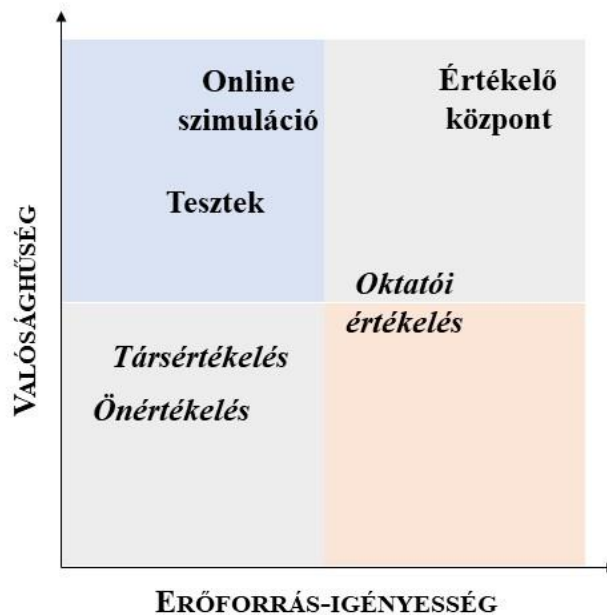 Online
szimuláció
Értékelő
központ
Tesztek
Oktatói
értékelés
Társértékelés
Önértékelés
VALÓSÁGHŰSÉG
ERŐFORRÁS-IGÉNYESSÉG